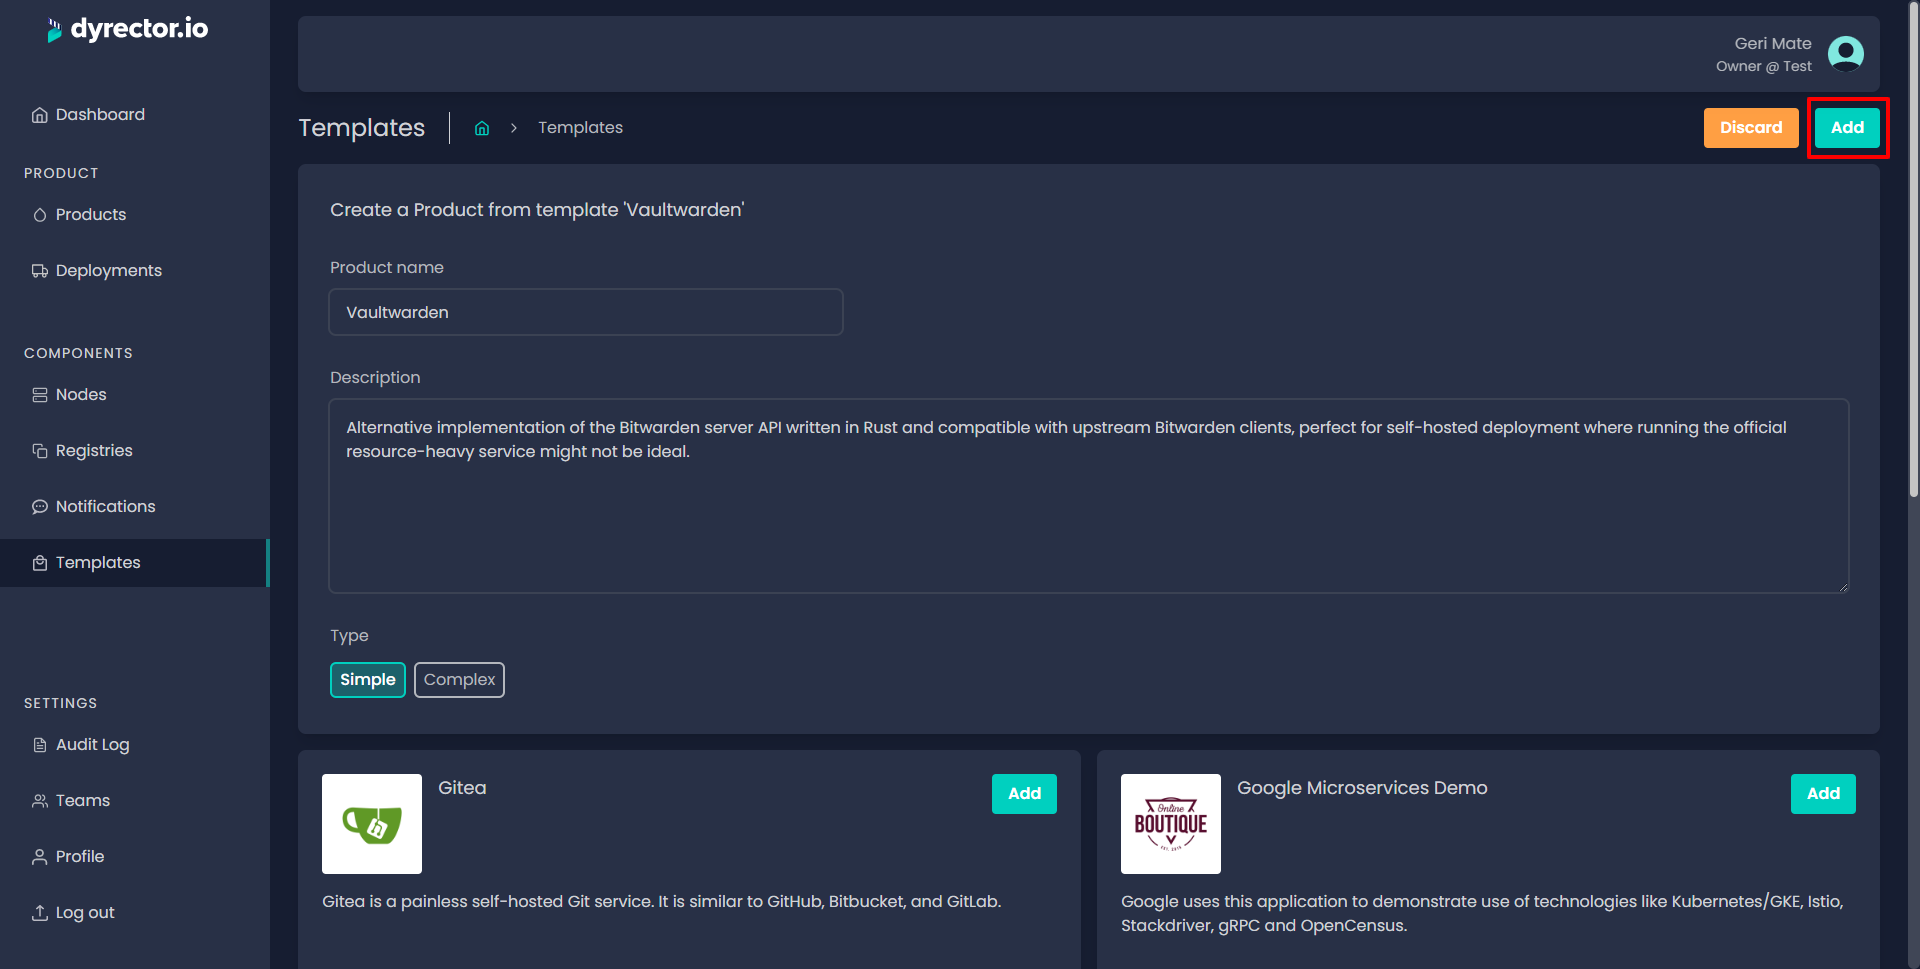 dyrector.io
Dashboard
PRODUCT
Products
Deployments
COMPONENTS
Nodes
Registries
Notifications
Templates
SETTINGS
Audit Log
Teams
Profile
Log out
Geri Mate
Owner @ Test
Templates
Templates
Discard
Add
Create a Product from template 'Vaultwarden'
Product name
Vaultwarden
Description
Alternative implementation of the Bitwarden server API written in Rust and compatible with upstream Bitwarden clients, perfect for self-hosted deployment where running the official
resource-heavy service might not be ideal.
Type
Simple
Complex
Gitea
Add
Gitea is a painless self-hosted Git service. It is similar to GitHub, Bitbucket, and GitLab.
Google Microservices Demo
Add
Online
BOUTIQUE
Google uses this application to demonstrate use of technologies like Kubernetes/GKE, Istio,
Stackdriver, gRPC and OpenCensus.